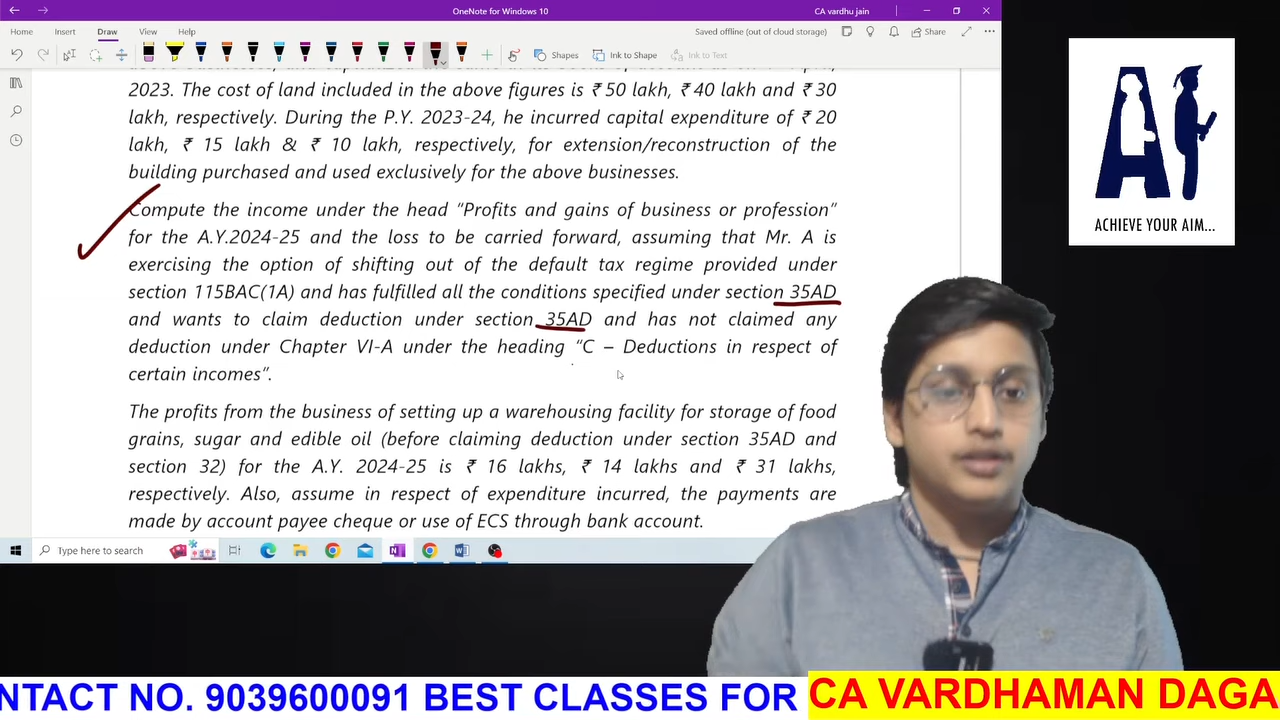 OneNote for Windows 10
CA vardhu jain
Home Insert Draw View Help
Saved offline (out of cloud storage)
Share
Shapes
Ink to Shape
Ink to Text
2023. The cost of land included in the above figures is ₹ 50 lakh, ₹ 40 lakh and ₹ 30
lakh, respectively. During the P.Y. 2023-24, he incurred capital expenditure of ₹ 20
lakh, ₹ 15 lakh & ₹ 10 lakh, respectively, for extension/reconstruction of the
building purchased and used exclusively for the above businesses.
Compute the income under the head “Profits and gains of business or profession”
for the A.Y.2024-25 and the loss to be carried forward, assuming that Mr. A is
exercising the option of shifting out of the default tax regime provided under
section 115BAC(1A) and has fulfilled all the conditions specified under section 35AD
and wants to claim deduction under section 35AD and has not claimed any
deduction under Chapter VI-A under the heading “C – Deductions in respect of
certain incomes”.
The profits from the business of setting up a warehousing facility for storage of food
grains, sugar and edible oil (before claiming deduction under section 35AD and
section 32) for the A.Y. 2024-25 is ₹ 16 lakhs, ₹ 14 lakhs and ₹ 31 lakhs,
respectively. Also, assume in respect of expenditure incurred, the payments are
made by account payee cheque or use of ECS through bank account.
Type here to search
ACHIEVE YOUR AIM...
NTACT NO. 9039600091 BEST CLASSES FOR
CA VARDHAMAN DAGA